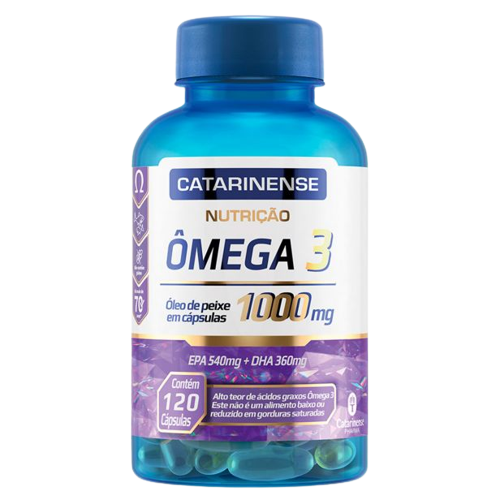 CATARINENSE
NUTRIÇÃO
ÔMEGA 3
Óleo de peixe
em cápsulas
1000mg
EPA 540mg + DHA 360mg
Contém
120
Cápsulas
Alto teor de ácidos graxos Ômega 3
Este não é um alimento baixo ou
reduzido em gorduras saturadas
Catarinense
Ω